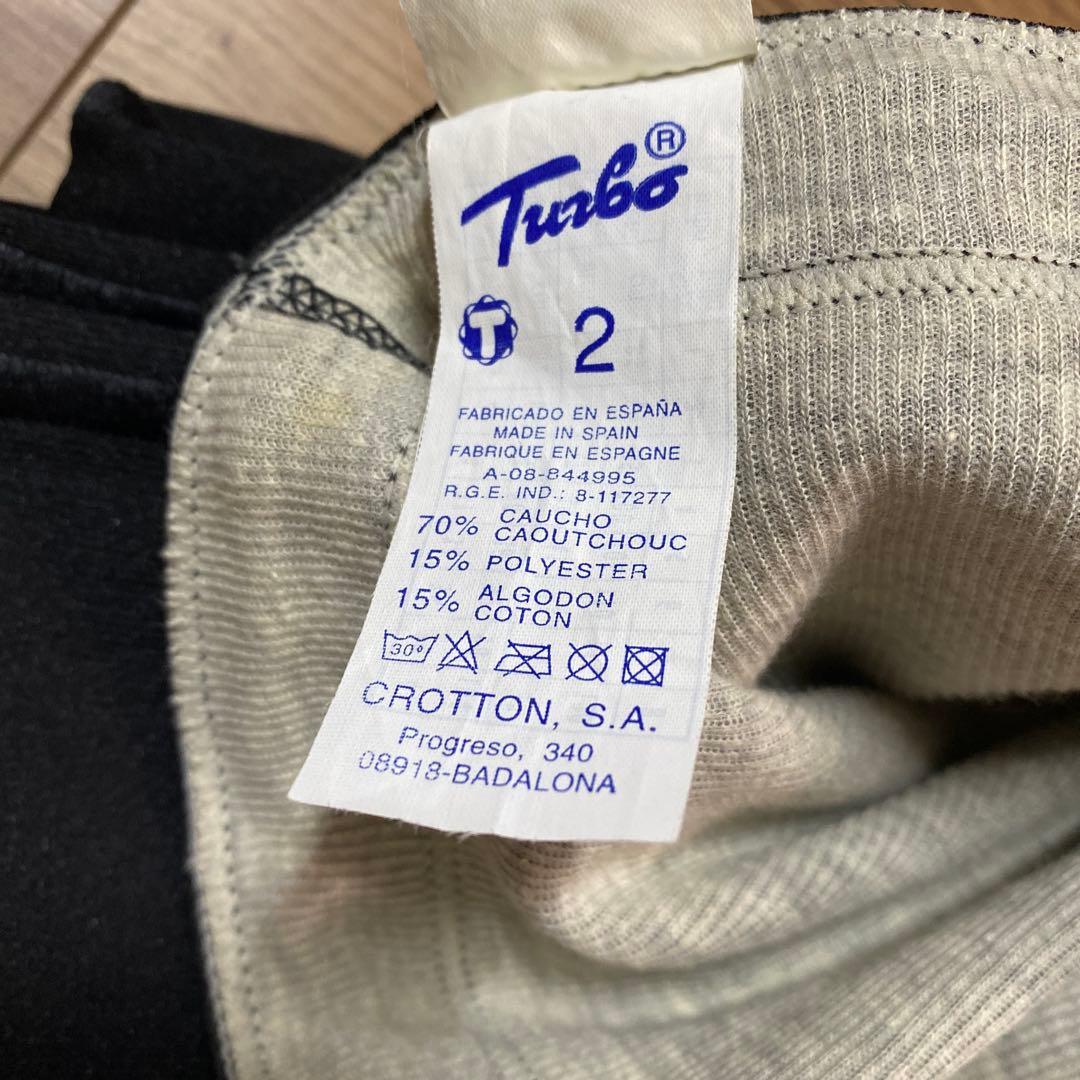 Turbo®
T 2
FABRICADO EN ESPAÑA
MADE IN SPAIN
FABRIQUE EN ESPAGNE
A-08-844995
R.G.E. IND.: 8-117277
70% CAUCHO
CAOUTCHOUC
15% POLYESTER
15% ALGODON
COTON
30°
CROTTON, S.A.
Progreso, 340
08918-BADALONA